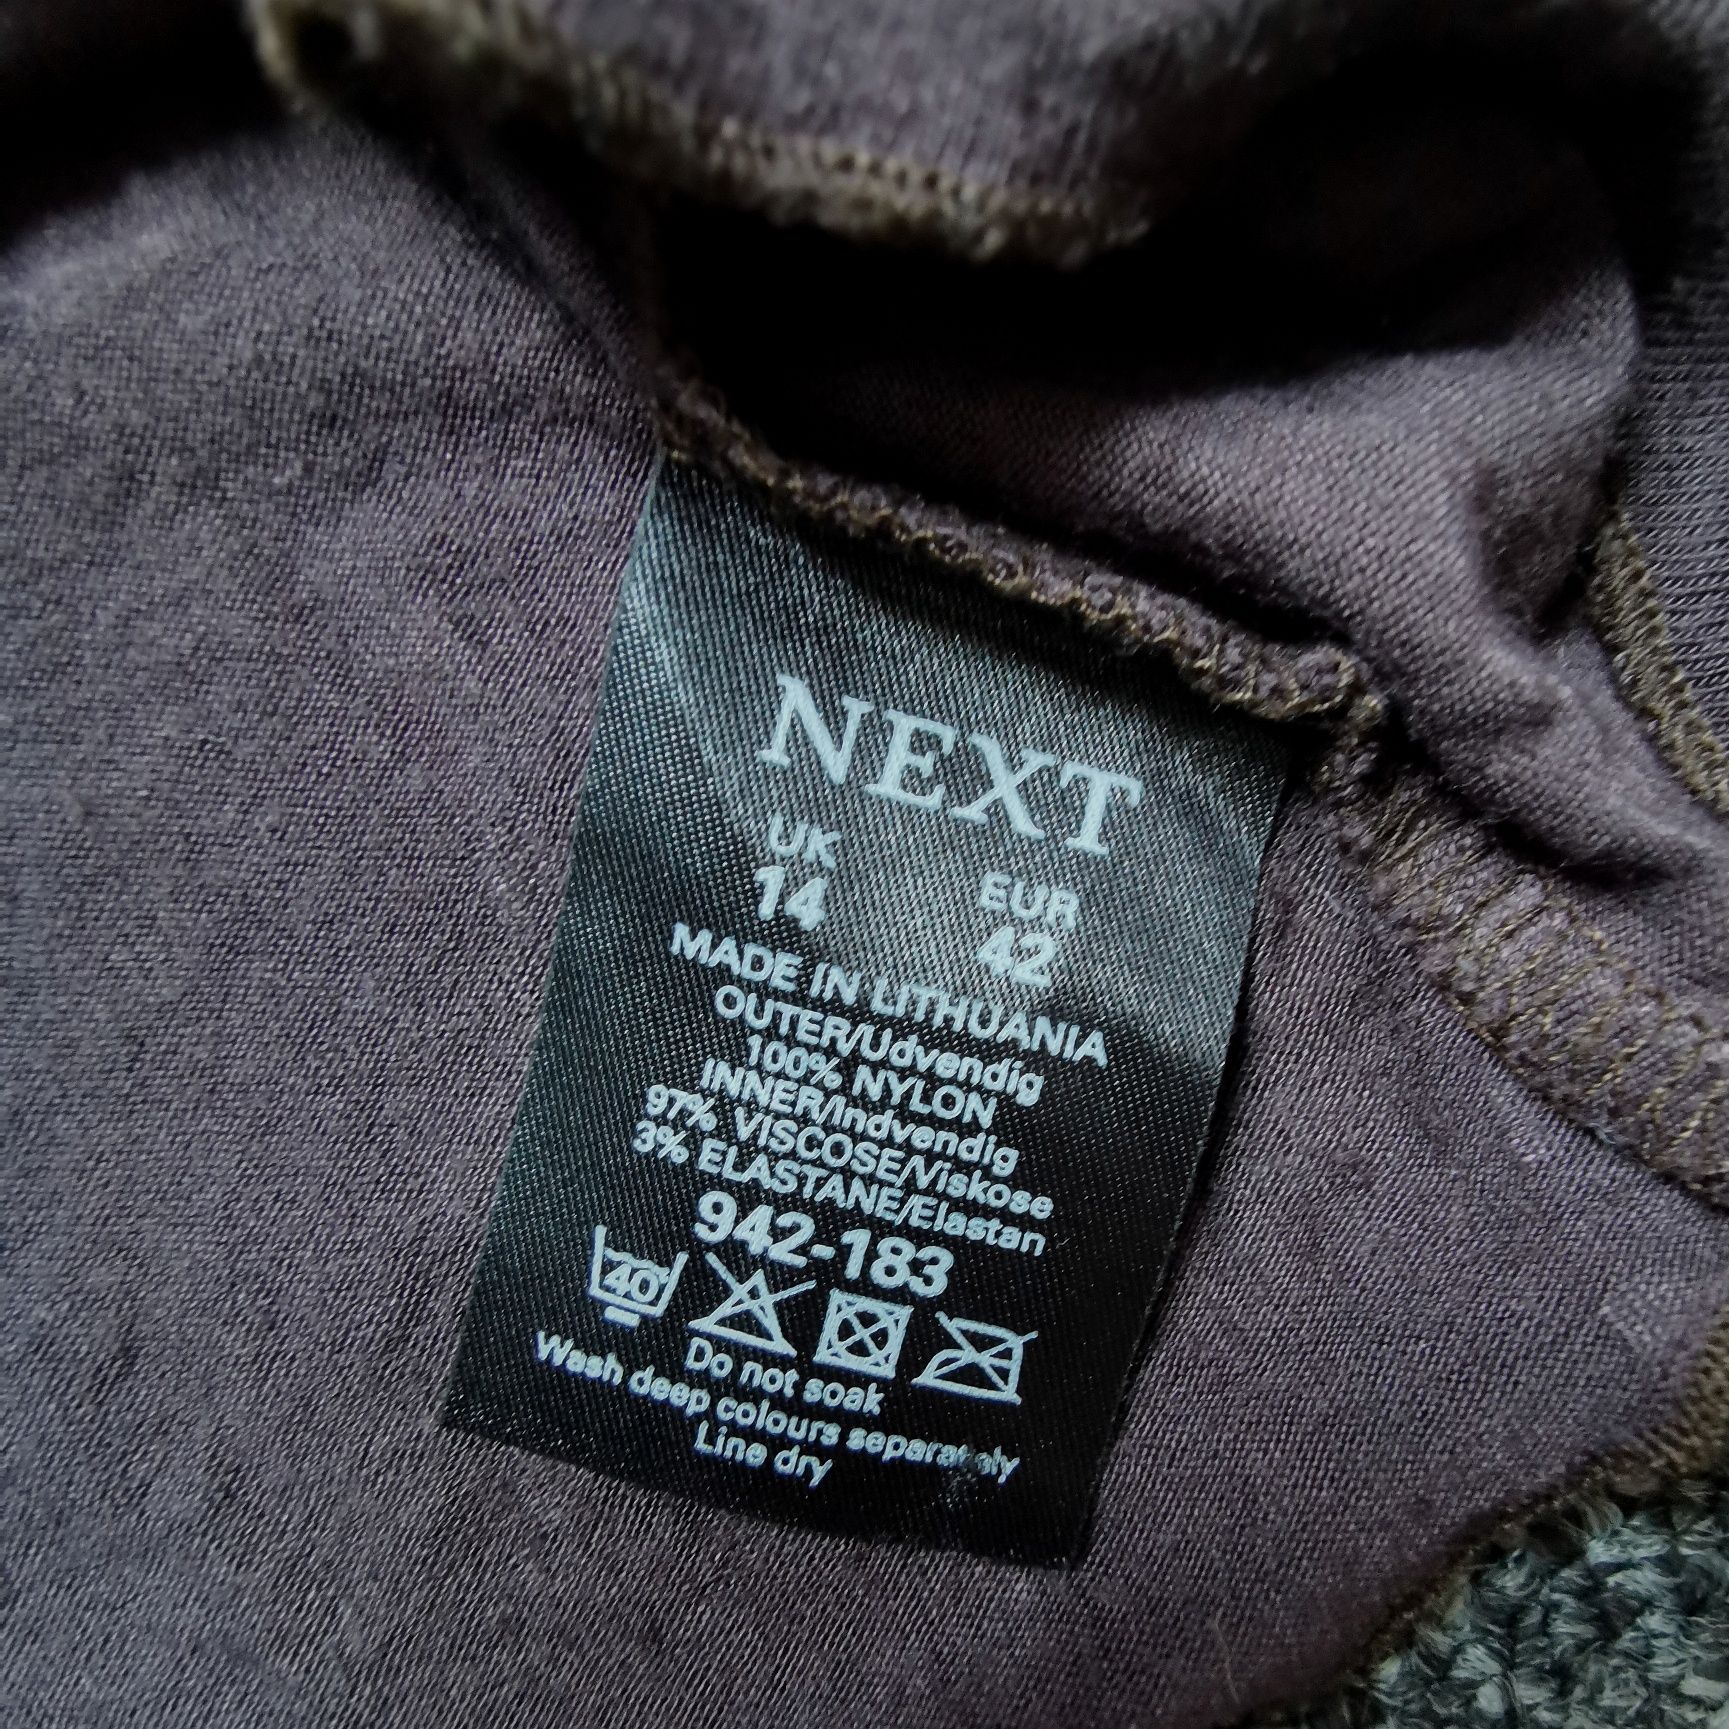 NEXT
UK EUR
14 42
MADE IN LITHUANIA
OUTER/Udvendig
100% NYLON
INNER/Indvendig
97% VISCOSE/Viskose
3% ELASTANE/Elastan
942-183
40
Do not soak
Wash deep colours separately
Line dry